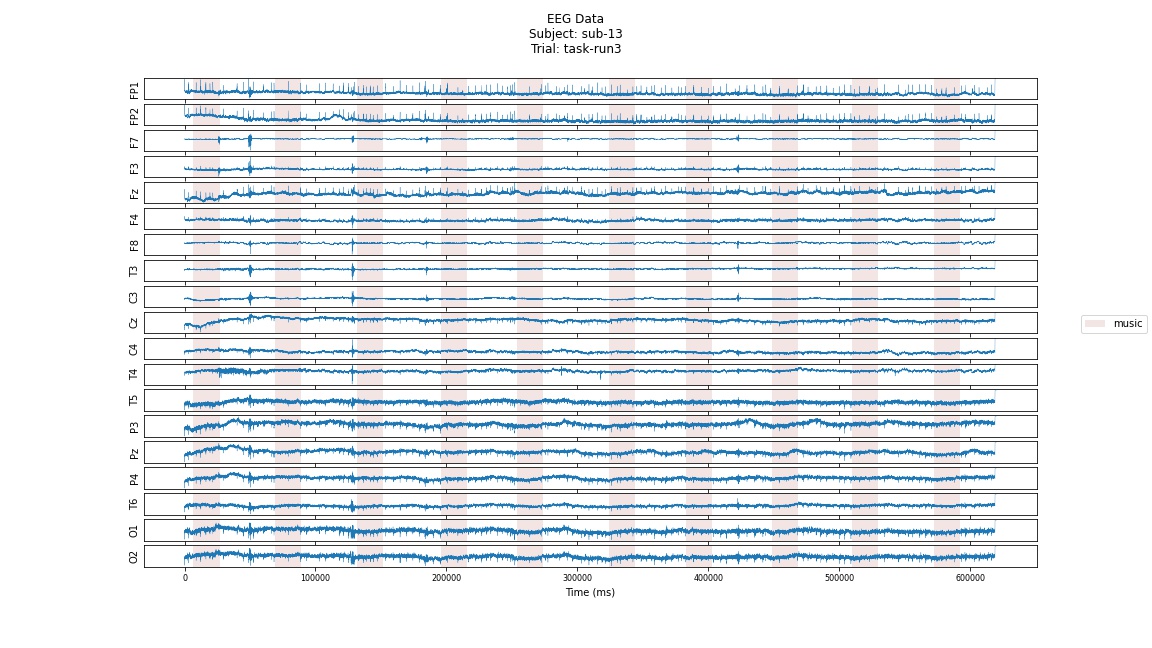 EEG Data
Subject: sub-13
Trial: task-run3
FP1
FP2
F7
F3
Fz
F4
F8
T3
C3
Cz
C4
T4
T5
P3
Pz
P4
T6
O1
O2
music
0 100000 200000 300000 400000 500000 600000
Time (ms)